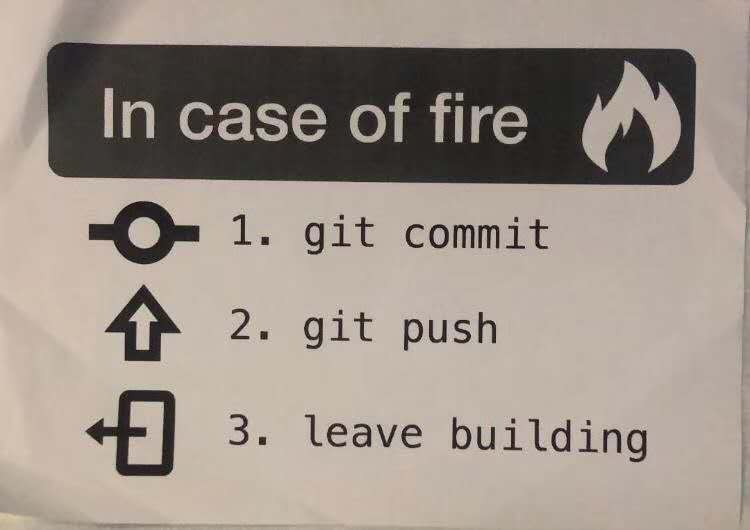 In case of fire
1. git commit
2. git push
3. leave building